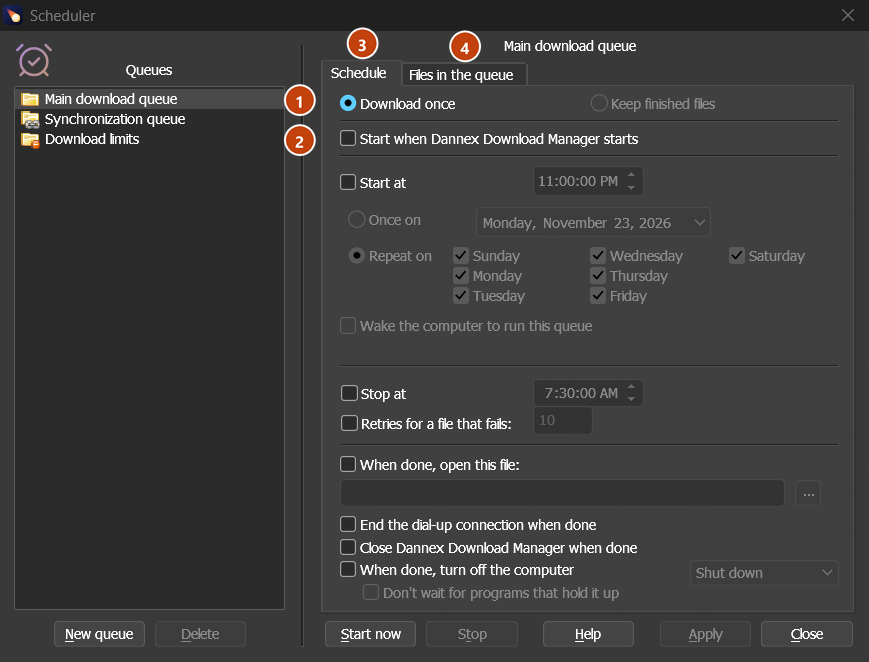 Scheduler
Queues
Main download queue
Synchronization queue
Download limits
1
2
3
4
Main download queue
Schedule
Files in the queue
Download once
Keep finished files
Start when Dannex Download Manager starts
Start at
11:00:00 PM
Once on
Monday, November 23, 2026
Repeat on
Sunday
Wednesday
Saturday
Monday
Thursday
Tuesday
Friday
Wake the computer to run this queue
Stop at
7:30:00 AM
Retries for a file that fails:
10
When done, open this file:
...
End the dial-up connection when done
Close Dannex Download Manager when done
When done, turn off the computer
Shut down
Don't wait for programs that hold it up
New queue
Delete
Start now
Stop
Help
Apply
Close